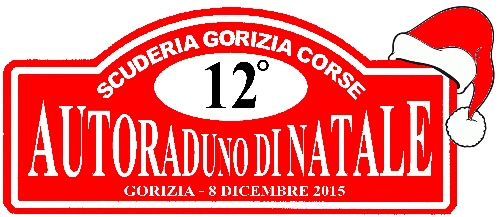 SCUDERIA GORIZIA CORSE
12°
AUTORADUNO DI NATALE
GORIZIA - 8 DICEMBRE 2015